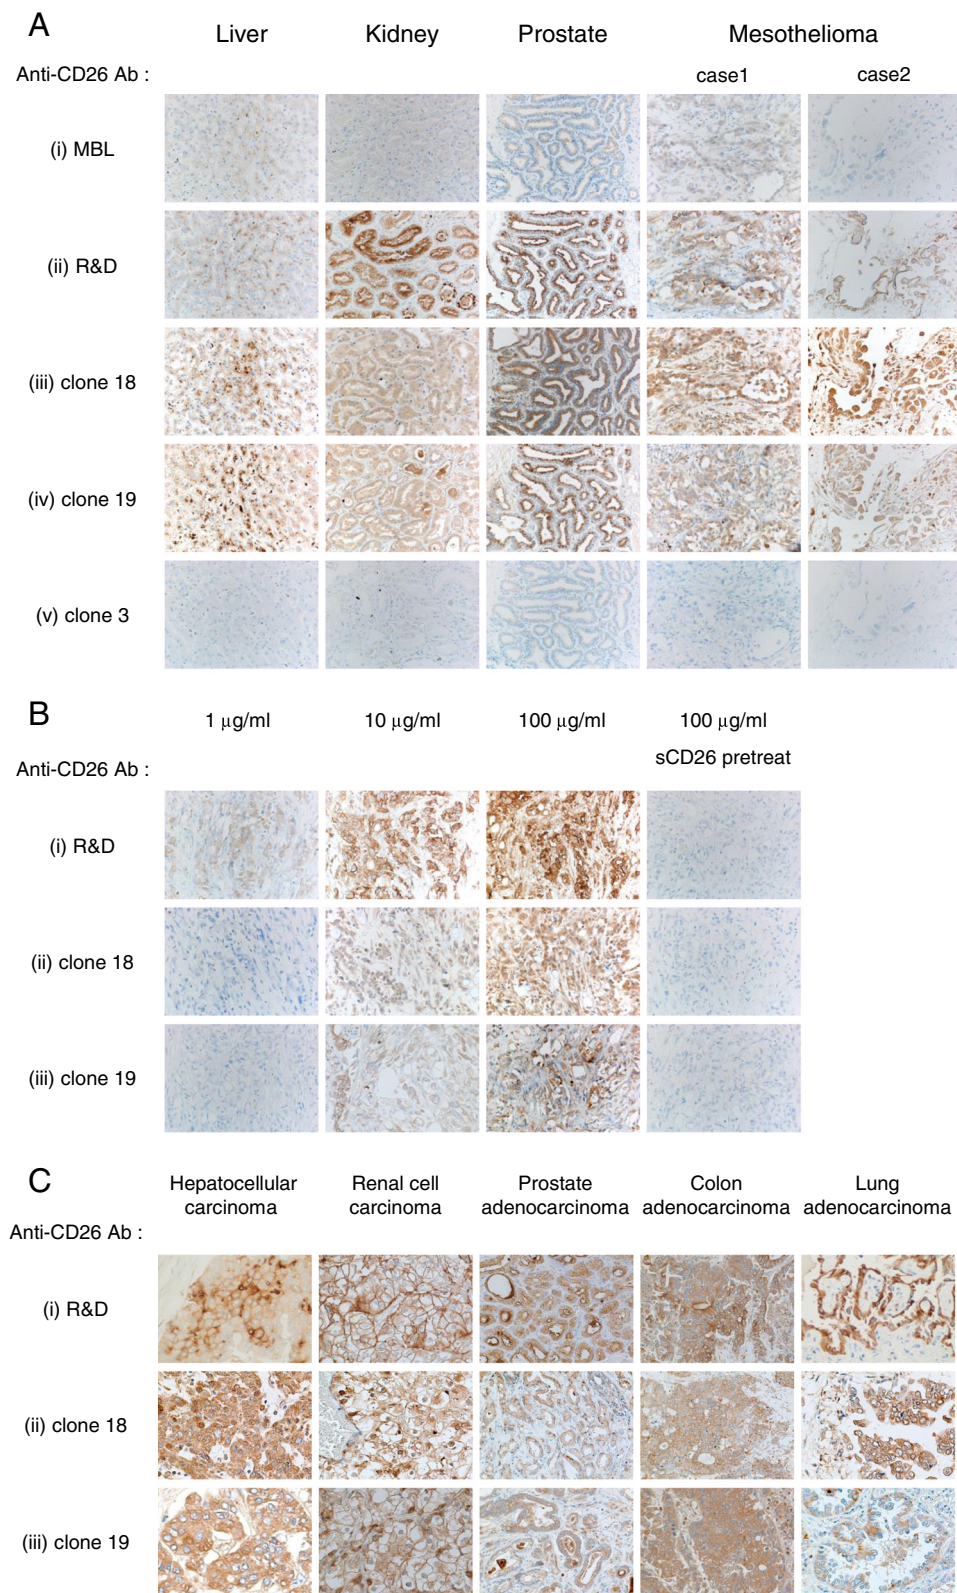 A
Liver Kidney Prostate Mesothelioma
Anti-CD26 Ab : case1 case2
(i) MBL
(ii) R&D
(iii) clone 18
(iv) clone 19
(v) clone 3
B
1 μg/ml 10 μg/ml 100 μg/ml 100 μg/ml
sCD26 pretreat
Anti-CD26 Ab :
(i) R&D
(ii) clone 18
(iii) clone 19
C
Hepatocellular Renal cell Prostate Colon Lung
carcinoma carcinoma adenocarcinoma adenocarcinoma adenocarcinoma
Anti-CD26 Ab :
(i) R&D
(ii) clone 18
(iii) clone 19